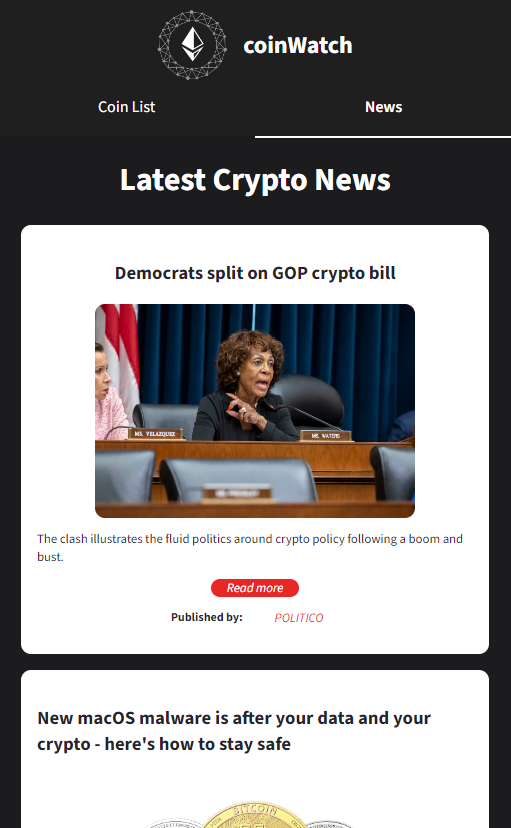 coinWatch
Coin List
News
Latest Crypto News
Democrats split on GOP crypto bill
MS. VELAZQUEZ
MS. WATERS
The clash illustrates the fluid politics around crypto policy following a boom and
bust.
Read more
Published by: POLITICO
New macOS malware is after your data and your
crypto - here's how to stay safe
BITCOIN